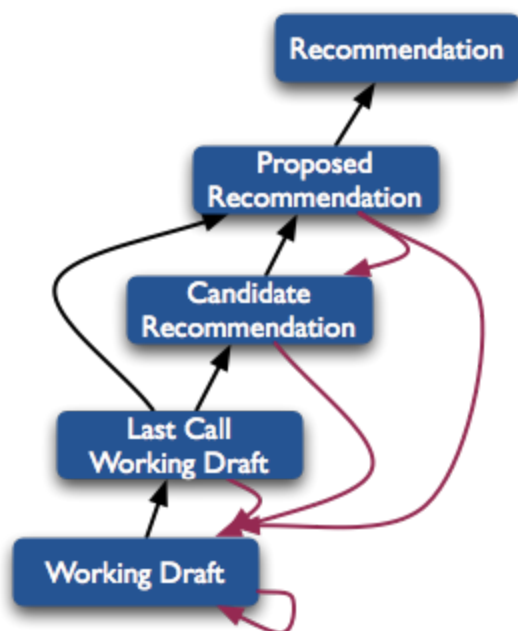 Recommendation
Proposed
Recommendation
Candidate
Recommendation
Last Call
Working Draft
Working Draft